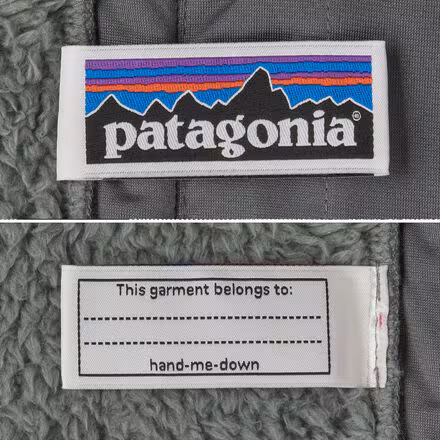 patagonia®
This garment belongs to:
hand-me-down